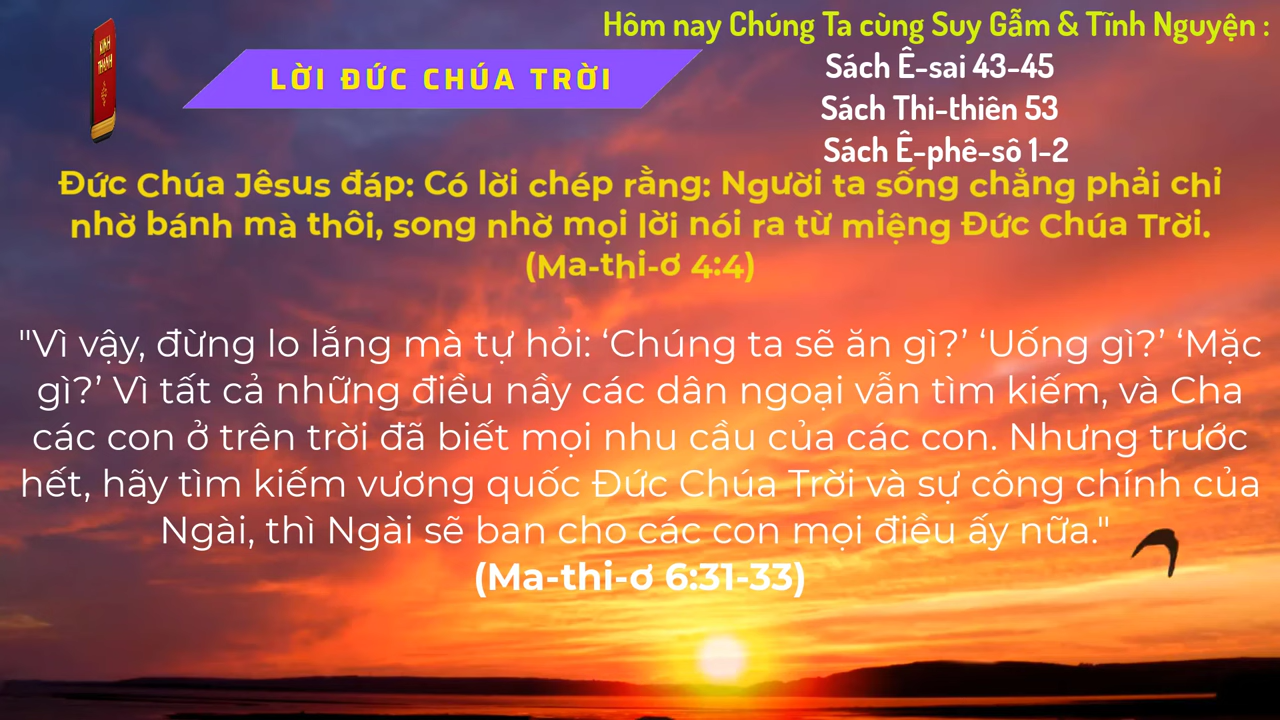 Hôm nay Chúng Ta cùng Suy Gẫm & Tĩnh Nguyện :
KINH
THÁNH
LỜI ĐỨC CHÚA TRỜI
Sách Ê-sai 43-45
Sách Thi-thiên 53
Sách Ê-phê-sô 1-2
Đức Chúa Jêsus đáp: Có lời chép rằng: Người ta sống chẳng phải chỉ
nhờ bánh mà thôi, song nhờ mọi lời nói ra từ miệng Đức Chúa Trời.
(Ma-thi-ơ 4:4)
"Vì vậy, đừng lo lắng mà tự hỏi: ‘Chúng ta sẽ ăn gì?’ ‘Uống gì?’ ‘Mặc
gì?’ Vì tất cả những điều nầy các dân ngoại vẫn tìm kiếm, và Cha
các con ở trên trời đã biết mọi nhu cầu của các con. Nhưng trước
hết, hãy tìm kiếm vương quốc Đức Chúa Trời và sự công chính của
Ngài, thì Ngài sẽ ban cho các con mọi điều ấy nữa."
(Ma-thi-ơ 6:31-33)